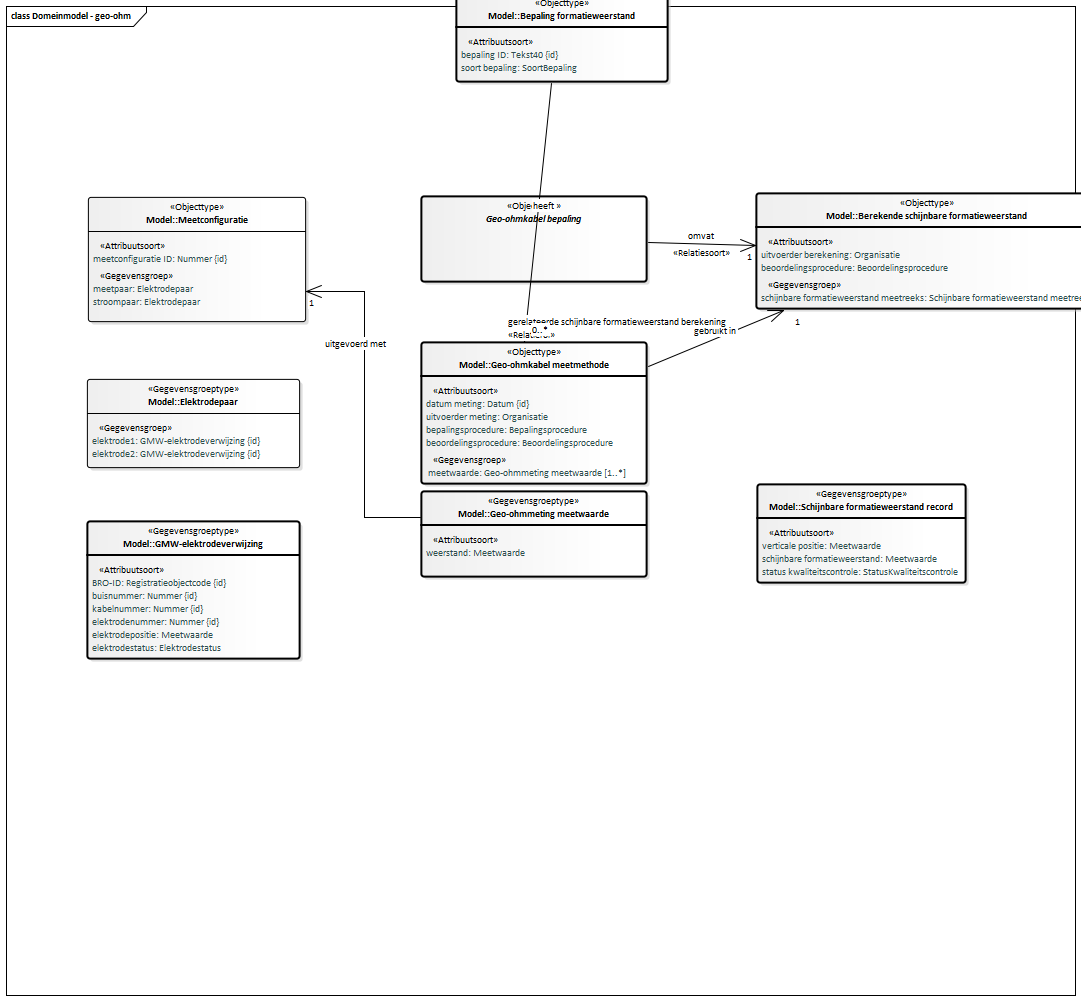 class Domeinmodel - geo-ohm
«Objecttype»
Model::Bepaling formatieweerstand
«Attribuutsoort»
bepaling ID: Tekst40 {id}
soort bepaling: SoortBepaling
«Objecttype»
Model::Meetconfiguratie
«Attribuutsoort»
meetconfiguratie ID: Nummer {id}
«Gegevensgroep»
meetpaar: Elektrodepaar
stroompaar: Elektrodepaar
heeft »
Geo-ohmkabel bepaling
omvat
«Relatiesoort»
1
«Objecttype»
Model::Berekende schijnbare formatieweerstand
«Attribuutsoort»
uitvoerder berekening: Organisatie
beoordelingsprocedure: Beoordelingsprocedure
«Gegevensgroep»
schijnbare formatieweerstand meetreeks: Schijnbare formatieweerstand
1
uitgevoerd met
gerelateerde schijnbare formatieweerstand berekening
0..*
gebruikt in
1
«Objecttype»
Model::Geo-ohmkabel meetmethode
«Attribuutsoort»
datum meting: Datum {id}
uitvoerder meting: Organisatie
bepalingsprocedure: Bepalingsprocedure
beoordelingsprocedure: Beoordelingsprocedure
«Gegevensgroep»
meetwaarde: Geo-ohmmeting meetwaarde [1..*]
«Gegevensgroeptype»
Model::Elektrodepaar
«Gegevensgroep»
elektrode1: GMW-elektrodeverwijzing {id}
elektrode2: GMW-elektrodeverwijzing {id}
«Gegevensgroeptype»
Model::Geo-ohmmeting meetwaarde
«Attribuutsoort»
weerstand: Meetwaarde
«Gegevensgroeptype»
Model::Schijnbare formatieweerstand record
«Attribuutsoort»
verticale positie: Meetwaarde
schijnbare formatieweerstand: Meetwaarde
status kwaliteitscontrole: StatusKwaliteitscontrole
«Gegevensgroeptype»
Model::GMW-elektrodeverwijzing
«Attribuutsoort»
BRO-ID: Registratieobjectcode {id}
buisnummer: Nummer {id}
kabelnummer: Nummer {id}
elektrodenummer: Nummer {id}
elektrodepositie: Meetwaarde
elektrodestatus: Elektrodestatus